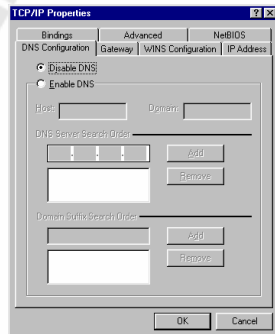 TCP/IP Properties
Bindings Advanced NetBIOS
DNS Configuration Gateway WINS Configuration IP Address
Disable DNS
Enable DNS
Host: Domain:
DNS Server Search Order
Add
Remove
Domain Suffix Search Order
Add
Remove
OK Cancel